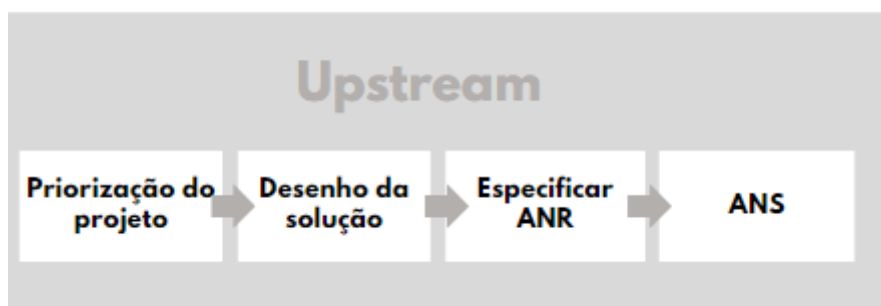 Upstream
Priorização do
projeto
Desenho da
solução
Especificar
ANR
ANS